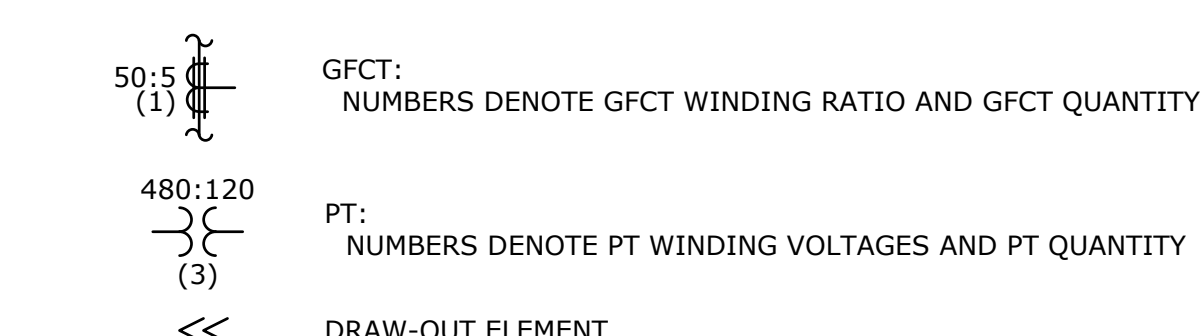 50:5
(1)
GFCT:
NUMBERS DENOTE GFCT WINDING RATIO AND GFCT QUANTITY
480:120
(3)
PT:
NUMBERS DENOTE PT WINDING VOLTAGES AND PT QUANTITY
DRAW-OUT ELEMENT